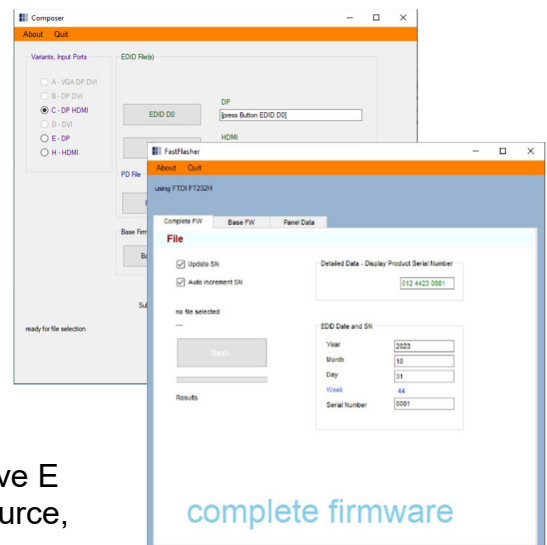 Composer
About Quit
Variants, Input Ports
A - VGA DP DVI
B - DP DVI
C - DP HDMI
D - DVI
E - DP
H - HDMI
EDID File(s)
DP
EDID D0
[press Button EDID D0]
HDMI
PD File
Base Firm
ready for file selection
FastFlasher
About Quit
using FTDI FT232H
Complete FW Base FW Panel Data
File
Update SN
Auto increment SN
no file selected
---
flash
Results
Detailed Data - Display Product Serial Number
012 4423 0001
EDID Date and SN
Year 2023
Month 10
Day 31
Week 44
Serial Number 0001
complete firmware
ve E
urce,